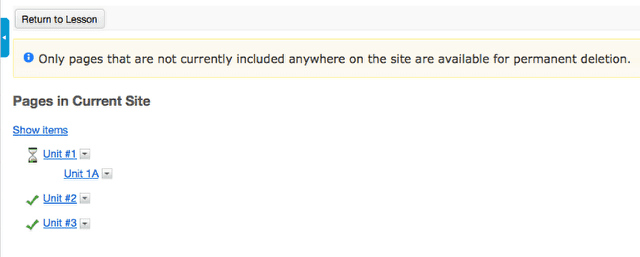 Return to Lesson
Only pages that are not currently included anywhere on the site are available for permanent deletion.
Pages in Current Site
Show items
Unit #1
Unit 1A
Unit #2
Unit #3